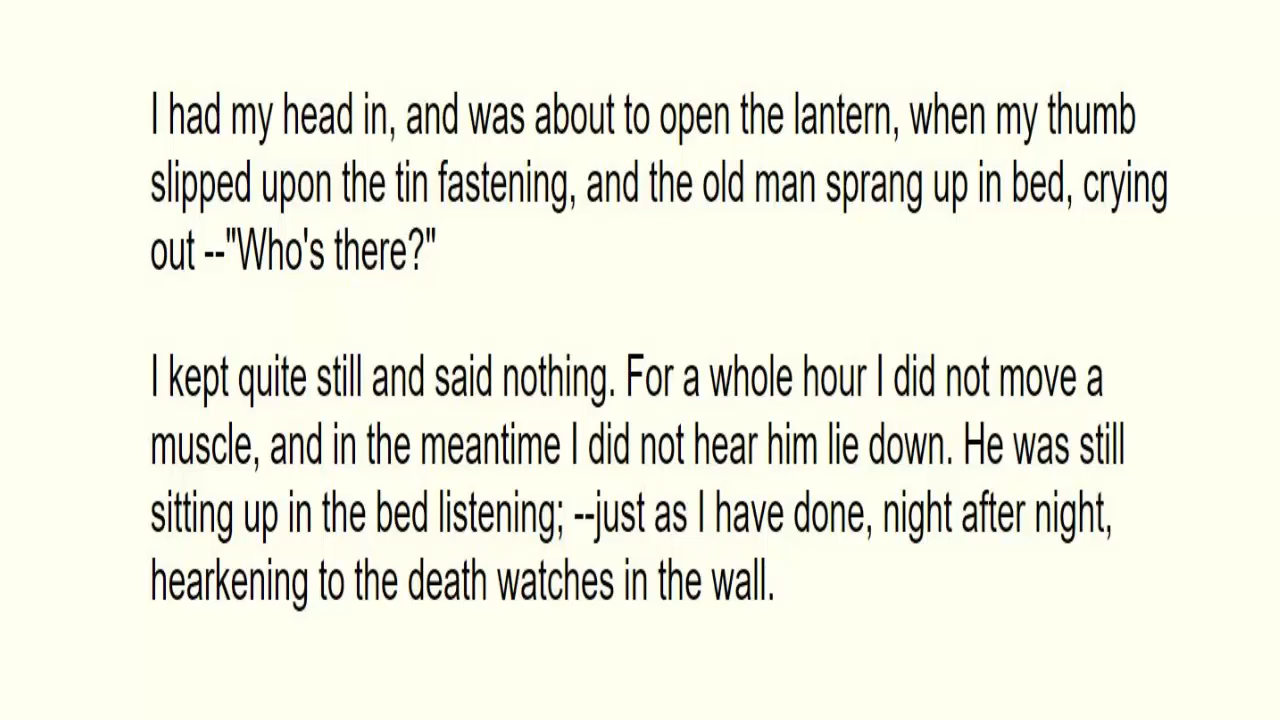 I had my head in, and was about to open the lantern, when my thumb
slipped upon the tin fastening, and the old man sprang up in bed, crying
out --"Who's there?"
I kept quite still and said nothing. For a whole hour I did not move a
muscle, and in the meantime I did not hear him lie down. He was still
sitting up in the bed listening; --just as I have done, night after night,
hearkening to the death watches in the wall.